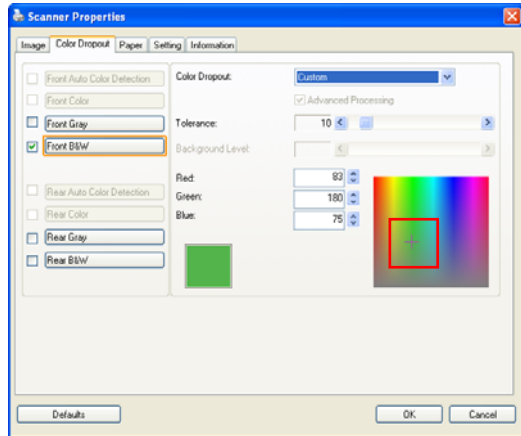 Scanner Properties
Image Color Dropout Paper Setting Information
Front Auto Color Detection
Front Color
Front Gray
Front B&W
Rear Auto Color Detection
Rear Color
Rear Gray
Rear B&W
Color Dropout: Custom
Advanced Processing
Tolerance: 10
Background Level:
Red: 83
Green: 180
Blue: 75
Defaults OK Cancel